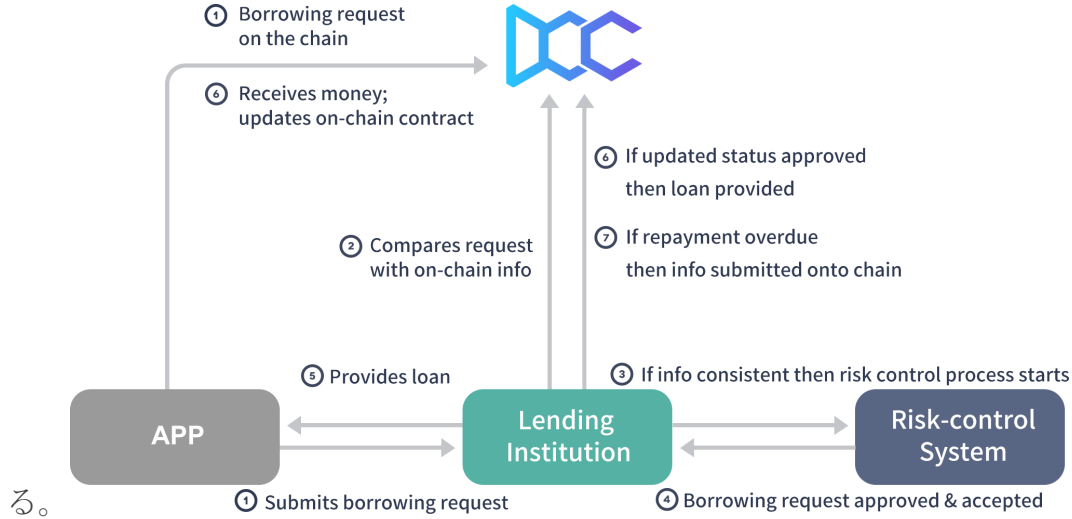 ① Borrowing request
on the chain
DCC
⑥ Receives money;
updates on-chain contract
⑥ If updated status approved
then loan provided
② Compares request
with on-chain info
⑦ If repayment overdue
then info submitted onto chain
⑤ Provides loan
③ If info consistent then risk control process starts
APP
Lending
Institution
Risk-control
System
① Submits borrowing request
④ Borrowing request approved & accepted
る。